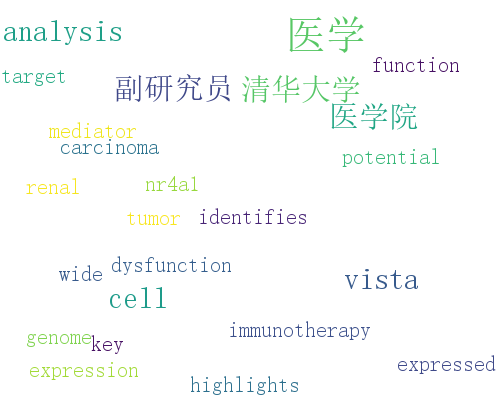 analysis
医学
function
target
副研究员
清华大学
医学院
mediator
carcinoma
potential
renal
nr4a1
tumor
identifies
wide
dysfunction
vista
cell
genome
key
immunotherapy
expression
expressed
highlights